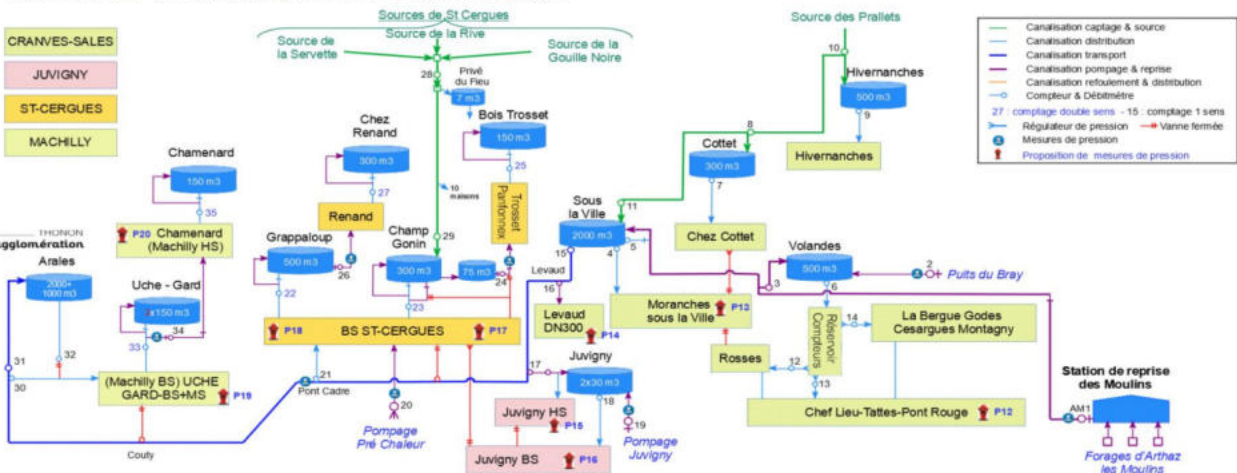 CRANVES-SALES
JUVIGNY
ST-CERGUES
MACHILLY
Sources de St Cergues
Source de la Rive
Source de
la Servette
Source de la
Gouille Noire
28
Privé
du Fieu
7 m3
Bois Trosset
150 m3
25
Trosset
Panfonnex
10
maisons
29
Chez
Renand
300 m3
27
Renand
26
Grappaloup
500 m3
22
Champ
Gonin
300 m3
75 m3
24
23
P18
BS ST-CERGUES
P17
Chamenard
150 m3
35
P20
Chamenard
(Machilly HS)
THONON
Agglomération
Arales
2000+
1000 m3
Uche - Gard
2x150 m3
34
33
32
31
30
(Machilly BS) UCHE
GARD-BS+MS
P19
Couty
21
Pont Cadre
20
Pompage
Pré Chaleur
Source des Prallets
10
Hivernanches
500 m3
9
Hivernanches
8
Cottet
300 m3
7
Chez Cottet
11
Sous
la Ville
2000 m3
15
4
5
Levaud
16
Levaud
DN300
P14
Moranches
sous la Ville
P13
17
Juvigny
2x30 m3
18
Juvigny HS
P15
19
Pompage
Juvigny
Juvigny BS
P16
Volandes
500 m3
3
6
2
Puits du Bray
Réservoir
Compteurs
14
La Bergue Godes
Cesargues Montagny
Rosses
12
13
Chef Lieu-Tattes-Pont Rouge
P12
Station de reprise
des Moulins
AM1
Forages d'Arthaz
les Moulins
Canalisation captage & source
Canalisation distribution
Canalisation transport
Canalisation pompage & reprise
Canalisation refoulement & distribution
Compteur & Débitmètre
27 : comptage double sens - 15 : comptage 1 sens
Régulateur de pression
Vanne fermée
Mesures de pression
Proposition de mesures de pression